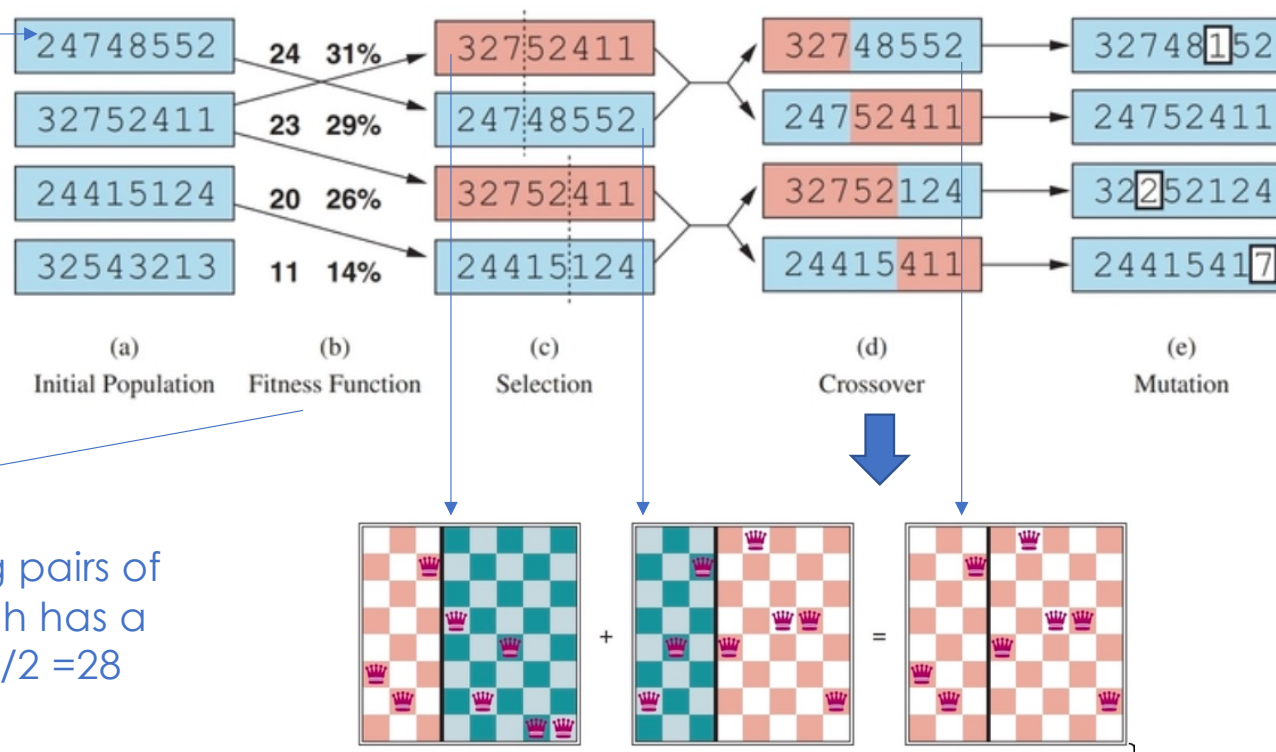 24748552 24 31% 32752411 32748552 32748152
32752411 23 29% 24748552 24752411 24752411
24415124 20 26% 32752411 32752124 32252124
32543213 11 14% 24415124 24415411 24415417
(a) (b) (c) (d) (e)
Initial Population Fitness Function Selection Crossover Mutation
pairs of
h has a
/2 =28
+ =